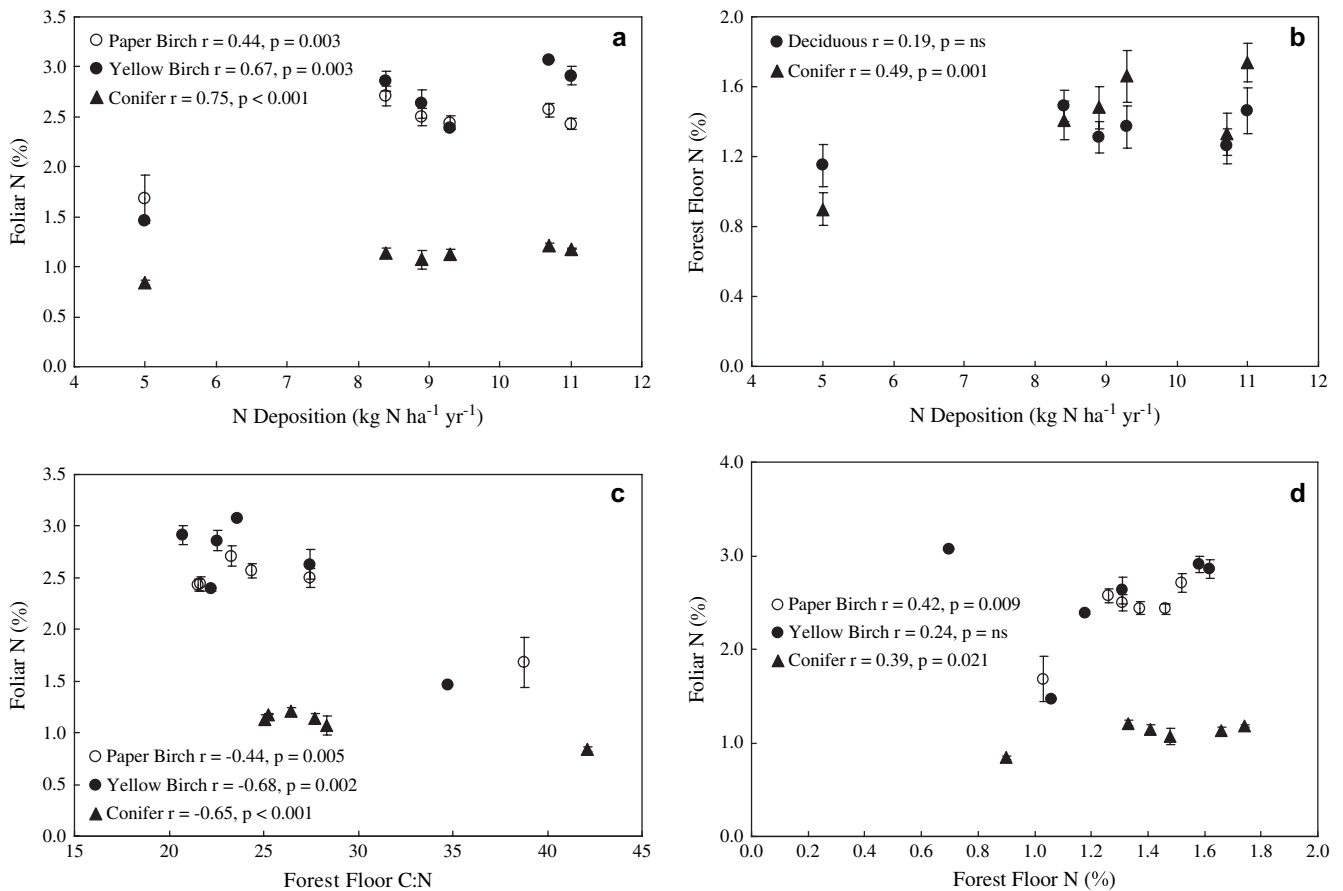 a
Paper Birch r = 0.44, p = 0.003
Yellow Birch r = 0.67, p = 0.003
Conifer r = 0.75, p < 0.001
Foliar N (%)
3.5
3.0
2.5
2.0
1.5
1.0
0.5
0.0
4 5 6 7 8 9 10 11 12
N Deposition (kg N ha⁻¹ yr⁻¹)
b
Deciduous r = 0.19, p = ns
Conifer r = 0.49, p = 0.001
Forest Floor N (%)
2.0
1.6
1.2
0.8
0.4
0.0
4 5 6 7 8 9 10 11 12
N Deposition (kg N ha⁻¹ yr⁻¹)
c
Foliar N (%)
3.5
3.0
2.5
2.0
1.5
1.0
0.5
0.0
Paper Birch r = -0.44, p = 0.005
Yellow Birch r = -0.68, p = 0.002
Conifer r = -0.65, p < 0.001
15 20 25 30 35 40 45
Forest Floor C:N
d
Foliar N (%)
4.0
3.0
2.0
1.0
0.0
Paper Birch r = 0.42, p = 0.009
Yellow Birch r = 0.24, p = ns
Conifer r = 0.39, p = 0.021
0.0 0.2 0.4 0.6 0.8 1.0 1.2 1.4 1.6 1.8 2.0
Forest Floor N (%)